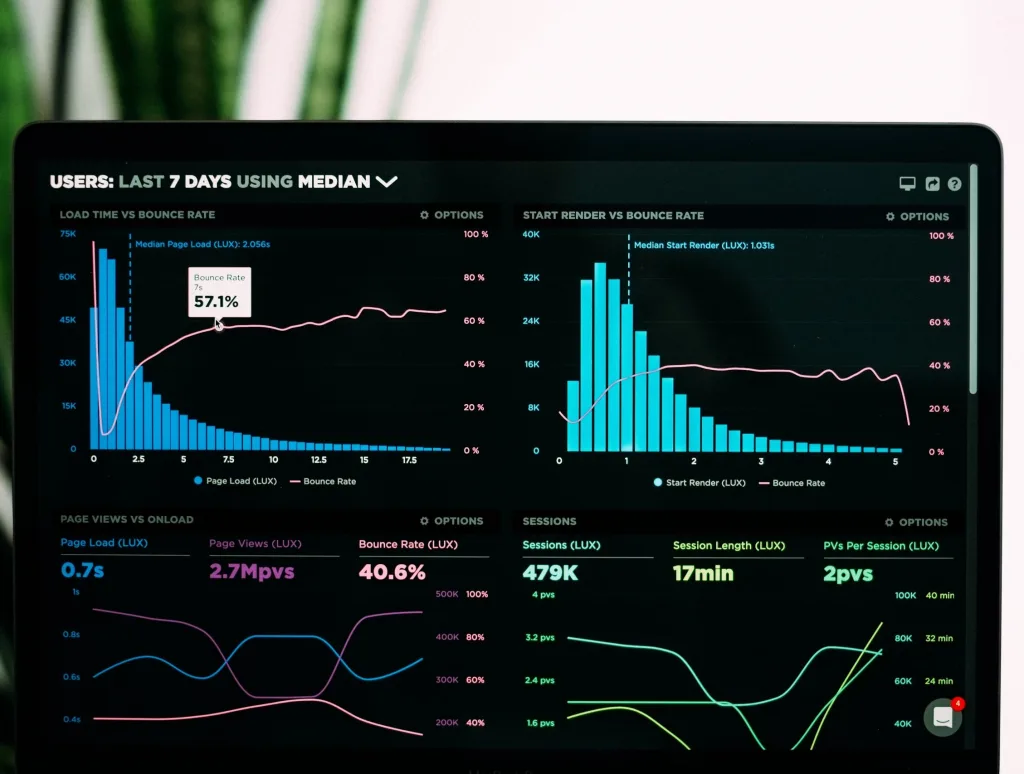 USERS: LAST 7 DAYS USING MEDIAN
LOAD TIME VS BOUNCE RATE
OPTIONS
75K
60K
45K
30K
15K
0
Median Page Load (LUX): 2.056s
Bounce Rate
7s
57.1%
100 %
80 %
60 %
40 %
20 %
0 %
0 2.5 5 7.5 10 12.5 15 17.5
Page Load (LUX) Bounce Rate
START RENDER VS BOUNCE RATE
OPTIONS
40K
32K
24K
16K
8K
0
Median Start Render (LUX): 1.031s
100 %
80 %
60 %
40 %
20 %
0 %
0 1 2 3 4 5
Start Render (LUX) Bounce Rate
PAGE VIEWS VS ONLOAD
OPTIONS
Page Load (LUX) Page Views (LUX) Bounce Rate (LUX)
0.7s 2.7Mpvs 40.6%
1s 500K 100%
0.8s 400K 80%
0.6s 300K 60%
0.4s 200K 40%
SESSIONS
OPTIONS
Sessions (LUX) Session Length (LUX) PVs Per Session (LUX)
479K 17min 2pvs
4 pvs 100K 40 min
3.2 pvs 80K 32 min
2.4 pvs 60K 24 min
1.6 pvs 40K
4